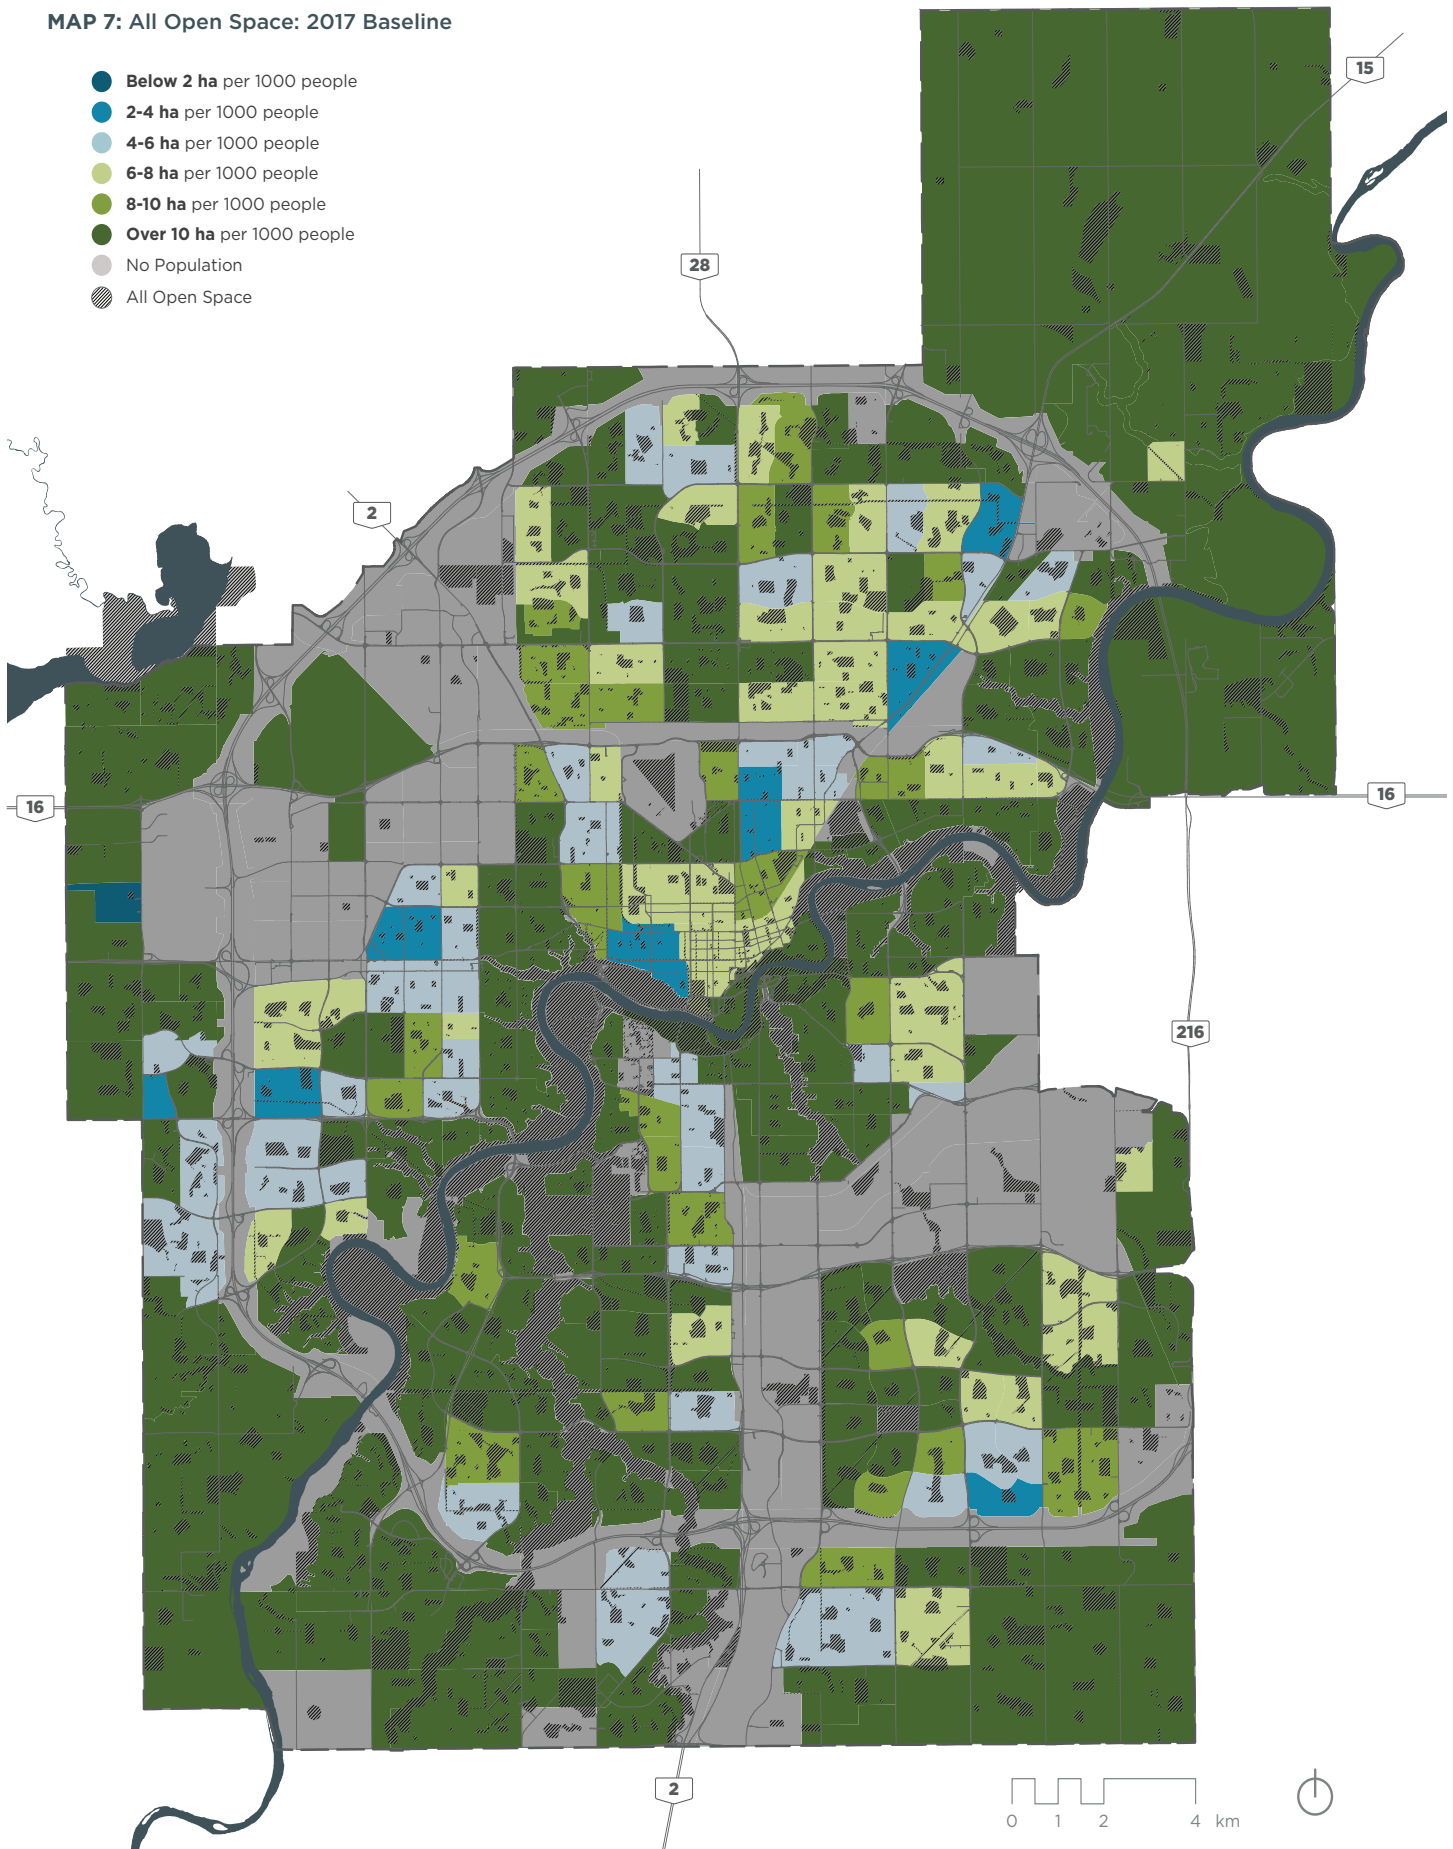 MAP 7: All Open Space: 2017 Baseline
Below 2 ha per 1000 people
2-4 ha per 1000 people
4-6 ha per 1000 people
6-8 ha per 1000 people
8-10 ha per 1000 people
Over 10 ha per 1000 people
No Population
All Open Space
15
28
2
16
16
216
2
0 1 2 4 km